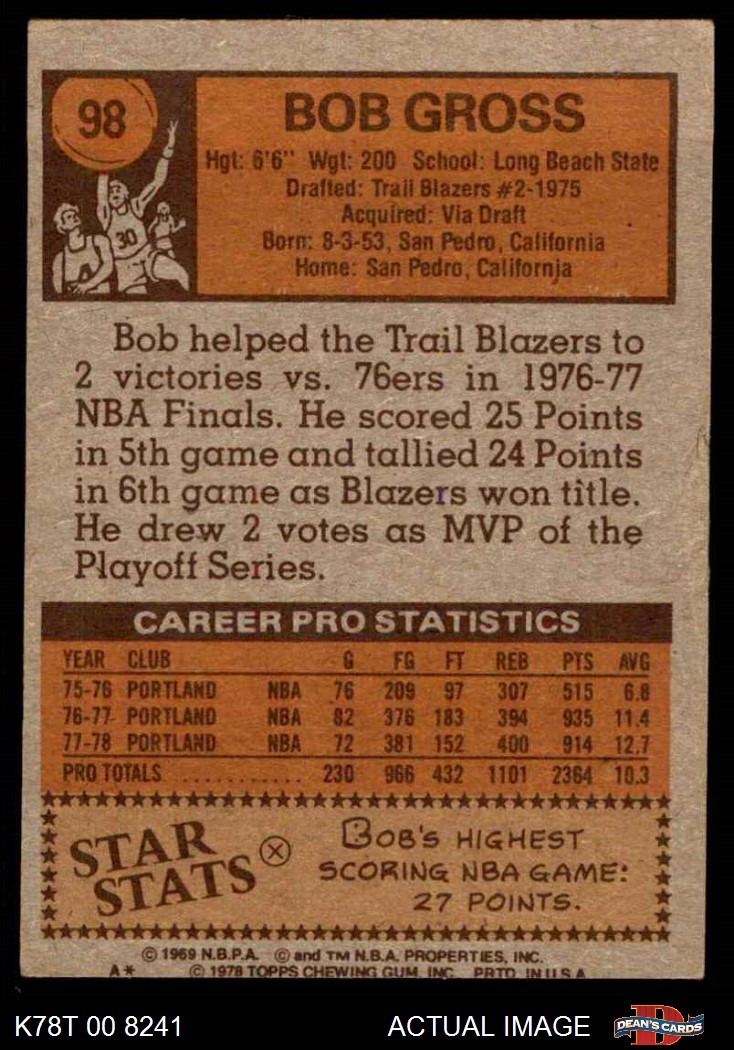 98
BOB GROSS
Hgt: 6'6" Wgt: 200 School: Long Beach State
Drafted: Trail Blazers #2-1975
Acquired: Via Draft
Born: 8-3-53, San Pedro, California
Home: San Pedro, California
30
A
Bob helped the Trail Blazers to
2 victories vs. 76ers in 1976-77
NBA Finals. He scored 25 Points
in 5th game and tallied 24 Points
in 6th game as Blazers won title.
He drew 2 votes as MVP of the
Playoff Series.
CAREER PRO STATISTICS
YEAR CLUB G FG FT REB PTS AVG
75-76 PORTLAND NBA 76 209 97 307 515 6.8
76-77 PORTLAND NBA 82 376 183 394 935 11.4
77-78 PORTLAND NBA 72 381 152 400 914 12.7
PRO TOTALS ........... 230 966 432 1101 2364 10.3
STAR
STATS
BOB'S HIGHEST
SCORING NBA GAME:
27 POINTS.
© 1969 N.B.P.A. © and TM N.B.A. PROPERTIES, INC.
A* © 1978 TOPPS CHEWING GUM, INC. PRTD. IN U.S.A.
K78T 00 8241 ACTUAL IMAGE
D
DEAN'S CARDS